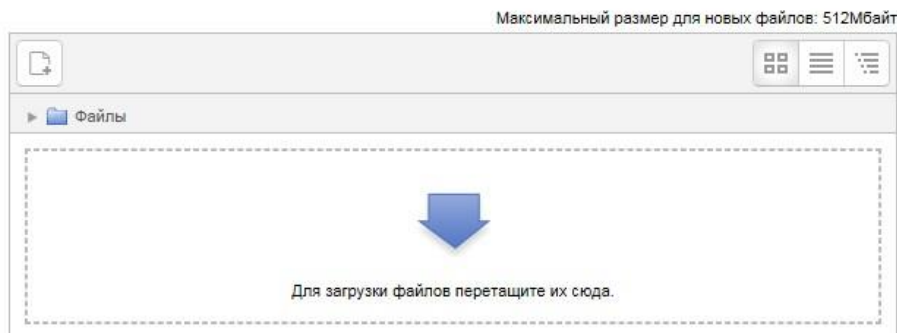 Максимальный размер для новых файлов: 512Мбайт
Файлы
Для загрузки файлов перетащите их сюда.